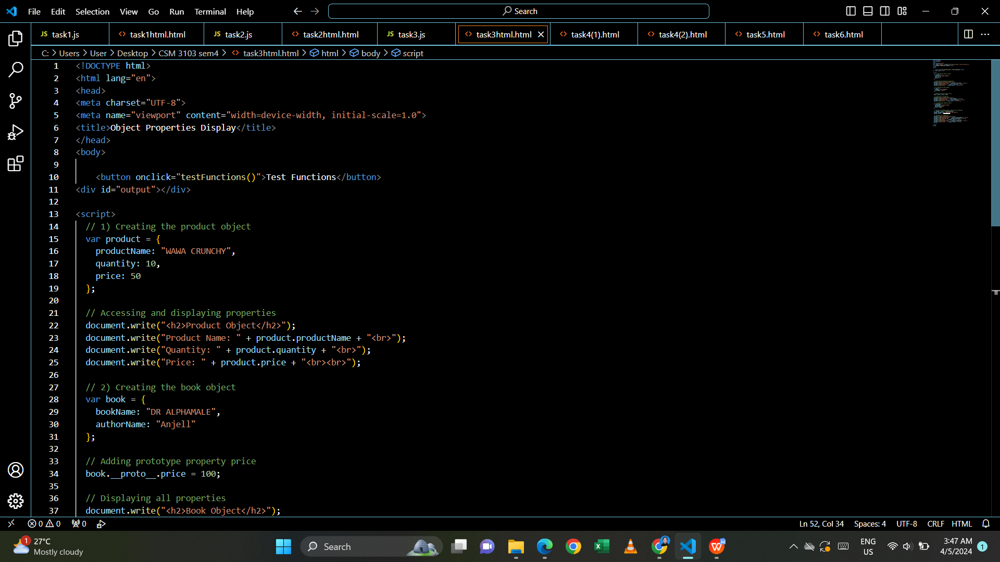 File Edit Selection View Go Run Terminal Help Search
JS task1.js <> task1html.html JS task2.js <> task2html.html JS task3.js <> task3html.html <> task4(1).html <> task4(2).html <> task5.html <> task6.html
C: > Users > User > Desktop > CSM 3103 sem4 > <> task3html.html > html > body > script
1 <!DOCTYPE html>
2 <html lang="en">
3 <head>
4 <meta charset="UTF-8">
5 <meta name="viewport" content="width=device-width, initial-scale=1.0">
6 <title>Object Properties Display</title>
7 </head>
8 <body>
9
10 <button onclick="testFunctions()">Test Functions</button>
11 <div id="output"></div>
12
13 <script>
14 // 1) Creating the product object
15 var product = {
16 productName: "WAWA CRUNCHY",
17 quantity: 10,
18 price: 50
19 };
20
21 // Accessing and displaying properties
22 document.write("<h2>Product Object</h2>");
23 document.write("Product Name: " + product.productName + "<br>");
24 document.write("Quantity: " + product.quantity + "<br>");
25 document.write("Price: " + product.price + "<br><br>");
26
27 // 2) Creating the book object
28 var book = {
29 bookName: "DR ALPHAMALE",
30 authorName: "Anjell"
31 };
32
33 // Adding prototype property price
34 book.__proto__.price = 100;
35
36 // Displaying all properties
37 document.write("<h2>Book Object</h2>");
0 0 0 Ln 52, Col 34 Spaces: 4 UTF-8 CRLF HTML
1 27°C
Mostly cloudy
Search
ENG
US
3:47 AM
4/5/2024
1